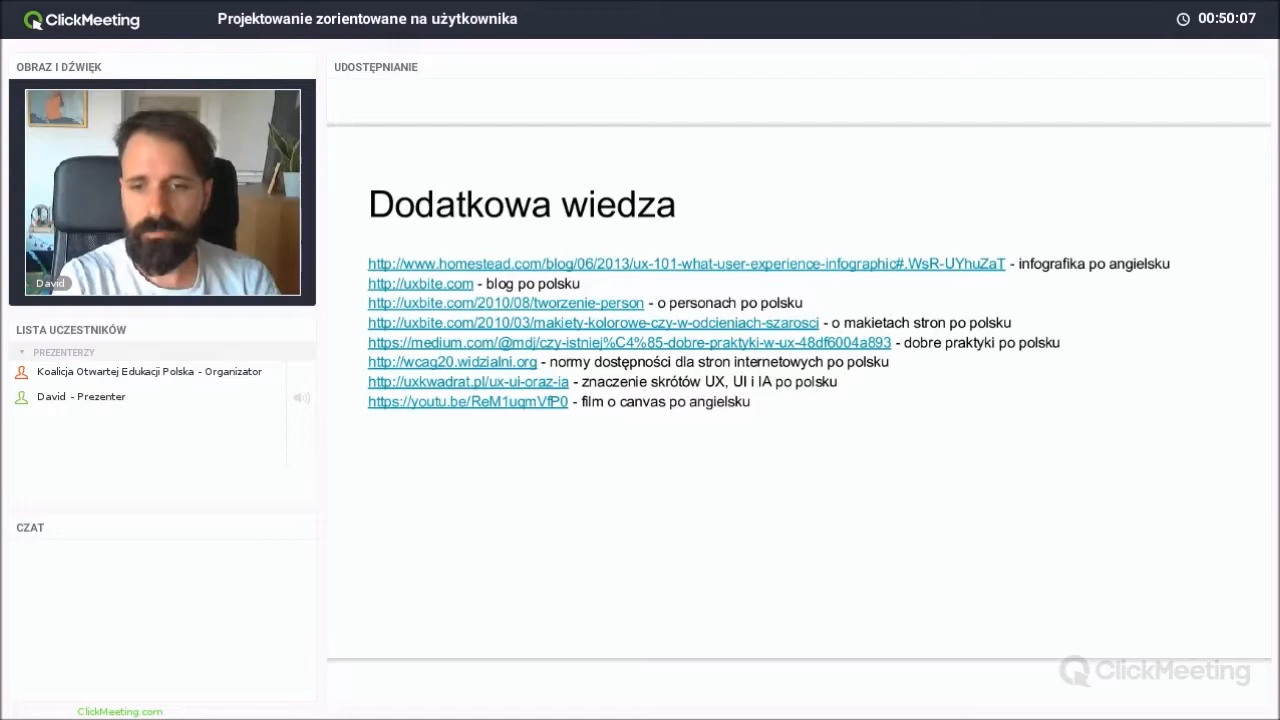 ClickMeeting
Projektowanie zorientowane na użytkownika
00:50:07
OBRAZ I DŹWIĘK
David
LISTA UCZESTNIKÓW
PREZENTERZY
Koalicja Otwartej Edukacji Polska - Organizator
David - Prezenter
CZAT
ClickMeeting.com
UDOSTĘPNIANIE
Dodatkowa wiedza
http://www.homestead.com/blog/06/2013/ux-101-what-user-experience-infographic#.WsR-UYhuZaT - infografika po angielsku
http://uxbite.com - blog po polsku
http://uxbite.com/2010/08/tworzenie-person - o personach po polsku
http://uxbite.com/2010/03/makiety-kolorowe-czy-w-odcieniach-szarosci - o makietach stron po polsku
https://medium.com/@mdj/czy-istniej%C4%85-dobre-praktyki-w-ux-48df6004a893 - dobre praktyki po polsku
http://wcag20.widzialni.org - normy dostępności dla stron internetowych po polsku
http://uxkwadrat.pl/ux-ui-oraz-ia - znaczenie skrótów UX, UI i IA po polsku
https://youtu.be/ReM1uqmVfP0 - film o canvas po angielsku
ClickMeeting